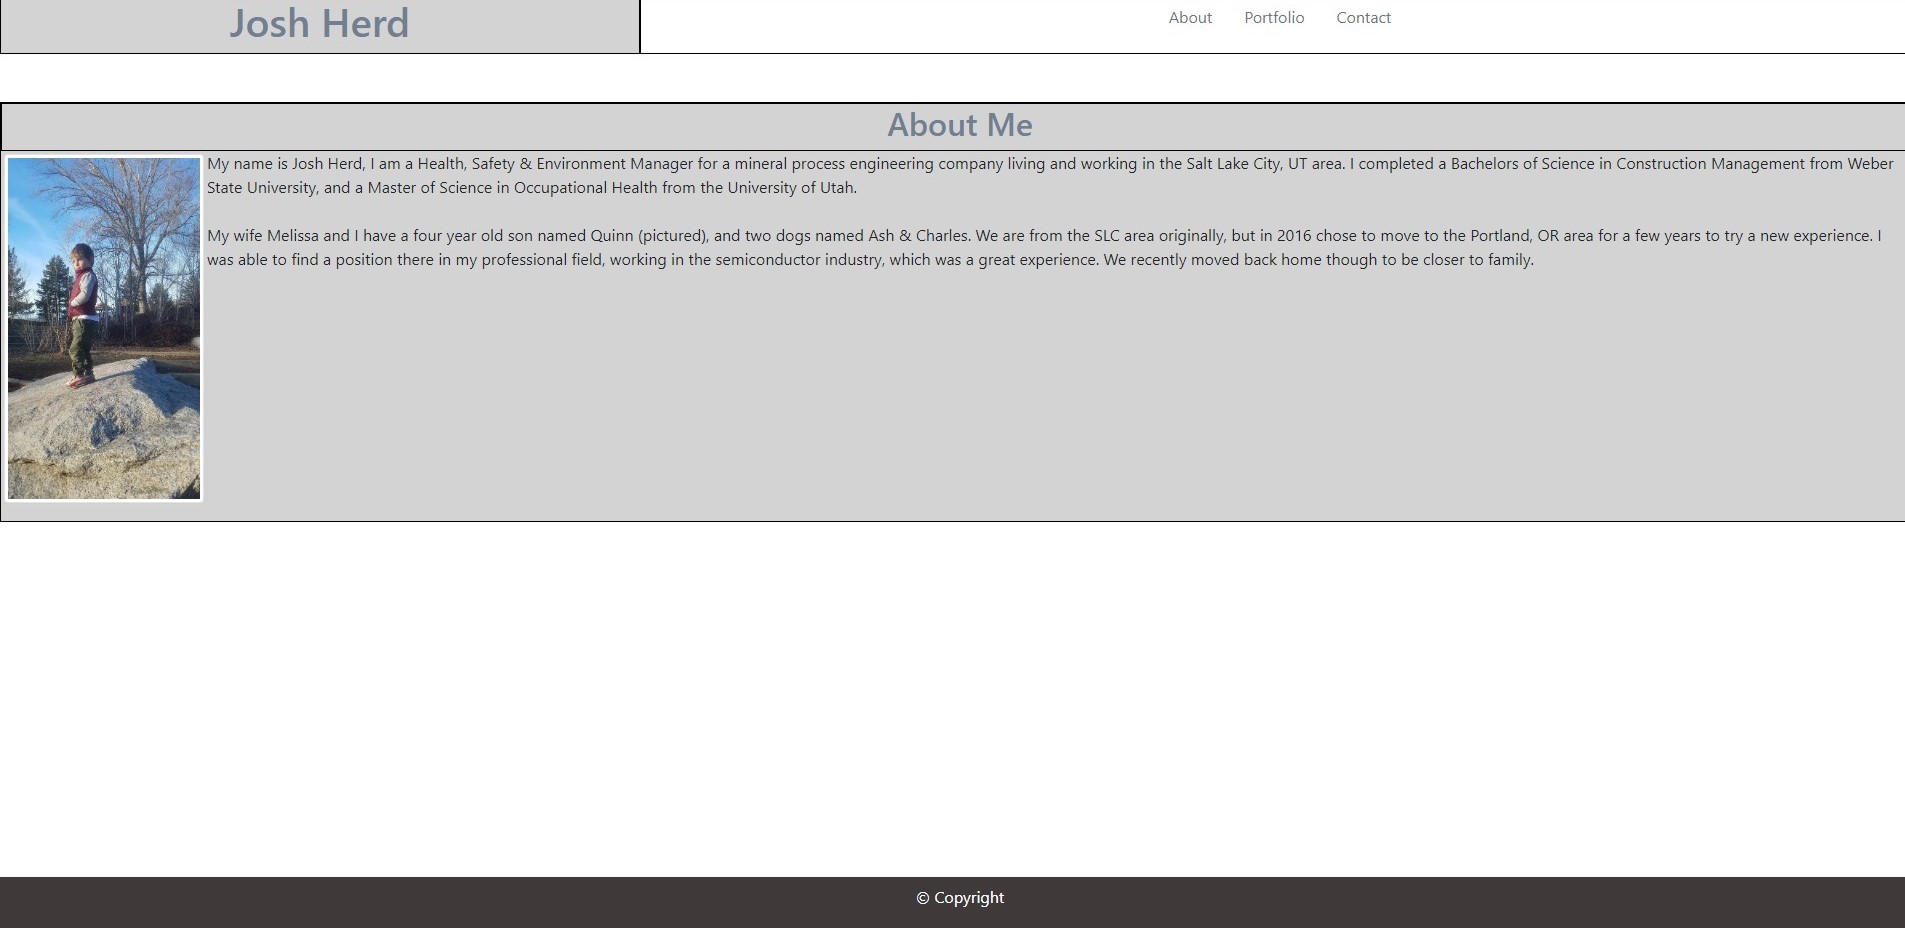 Josh Herd
About Portfolio Contact
About Me
My name is Josh Herd, I am a Health, Safety & Environment Manager for a mineral process engineering company living and working in the Salt Lake City, UT area. I completed a Bachelors of Science in Construction Management from Weber
State University, and a Master of Science in Occupational Health from the University of Utah.
My wife Melissa and I have a four year old son named Quinn (pictured), and two dogs named Ash & Charles. We are from the SLC area originally, but in 2016 chose to move to the Portland, OR area for a few years to try a new experience. I
was able to find a position there in my professional field, working in the semiconductor industry, which was a great experience. We recently moved back home though to be closer to family.
© Copyright